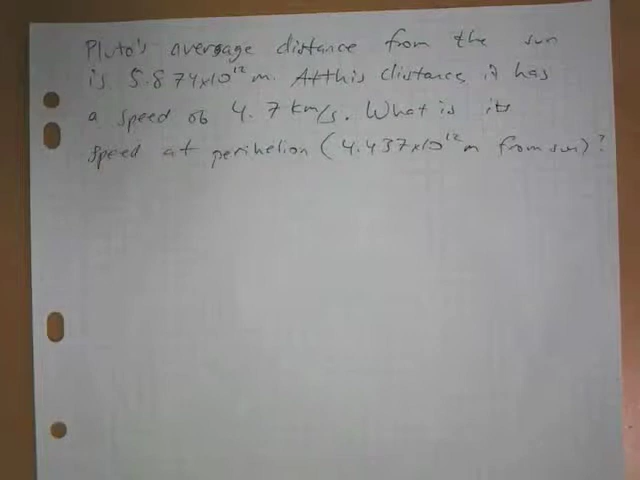 Pluto's avergage distance from the sun
is 5.874x10¹² m. At this distance it has
a speed of 4.7 km/s. What is its
speed at perihelion (4.437x10¹² m from sun)?